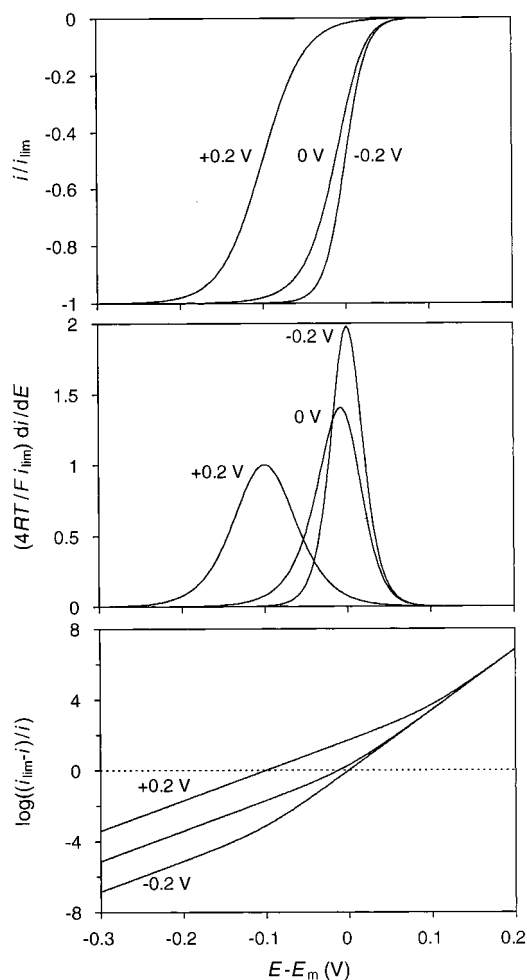 0
-0.2
-0.4
-0.6
-0.8
-1
i/i_lim
+0.2 V
0 V
-0.2 V
2
1.5
1
0.5
0
(4RT/F i_lim) di/dE
-0.2 V
0 V
+0.2 V
8
4
0
-4
-8
log((i_lim-i)/i)
+0.2 V
-0.2 V
-0.3
-0.2
-0.1
0
0.1
0.2
E-E_m (V)